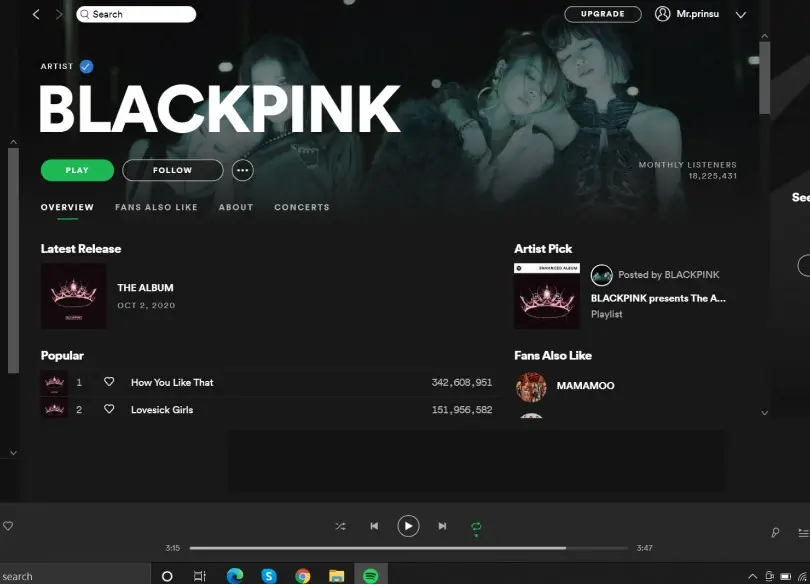 Search
UPGRADE
Mr.prinsu
ARTIST
BLACKPINK
PLAY
FOLLOW
MONTHLY LISTENERS
18,225,431
OVERVIEW
FANS ALSO LIKE
ABOUT
CONCERTS
See
Latest Release
THE ALBUM
OCT 2, 2020
Artist Pick
ENHANCED ALBUM
Posted by BLACKPINK
BLACKPINK presents The A...
Playlist
Popular
1 How You Like That 342,608,951
2 Lovesick Girls 151,956,582
Fans Also Like
MAMAMOO
3:15
3:47
search